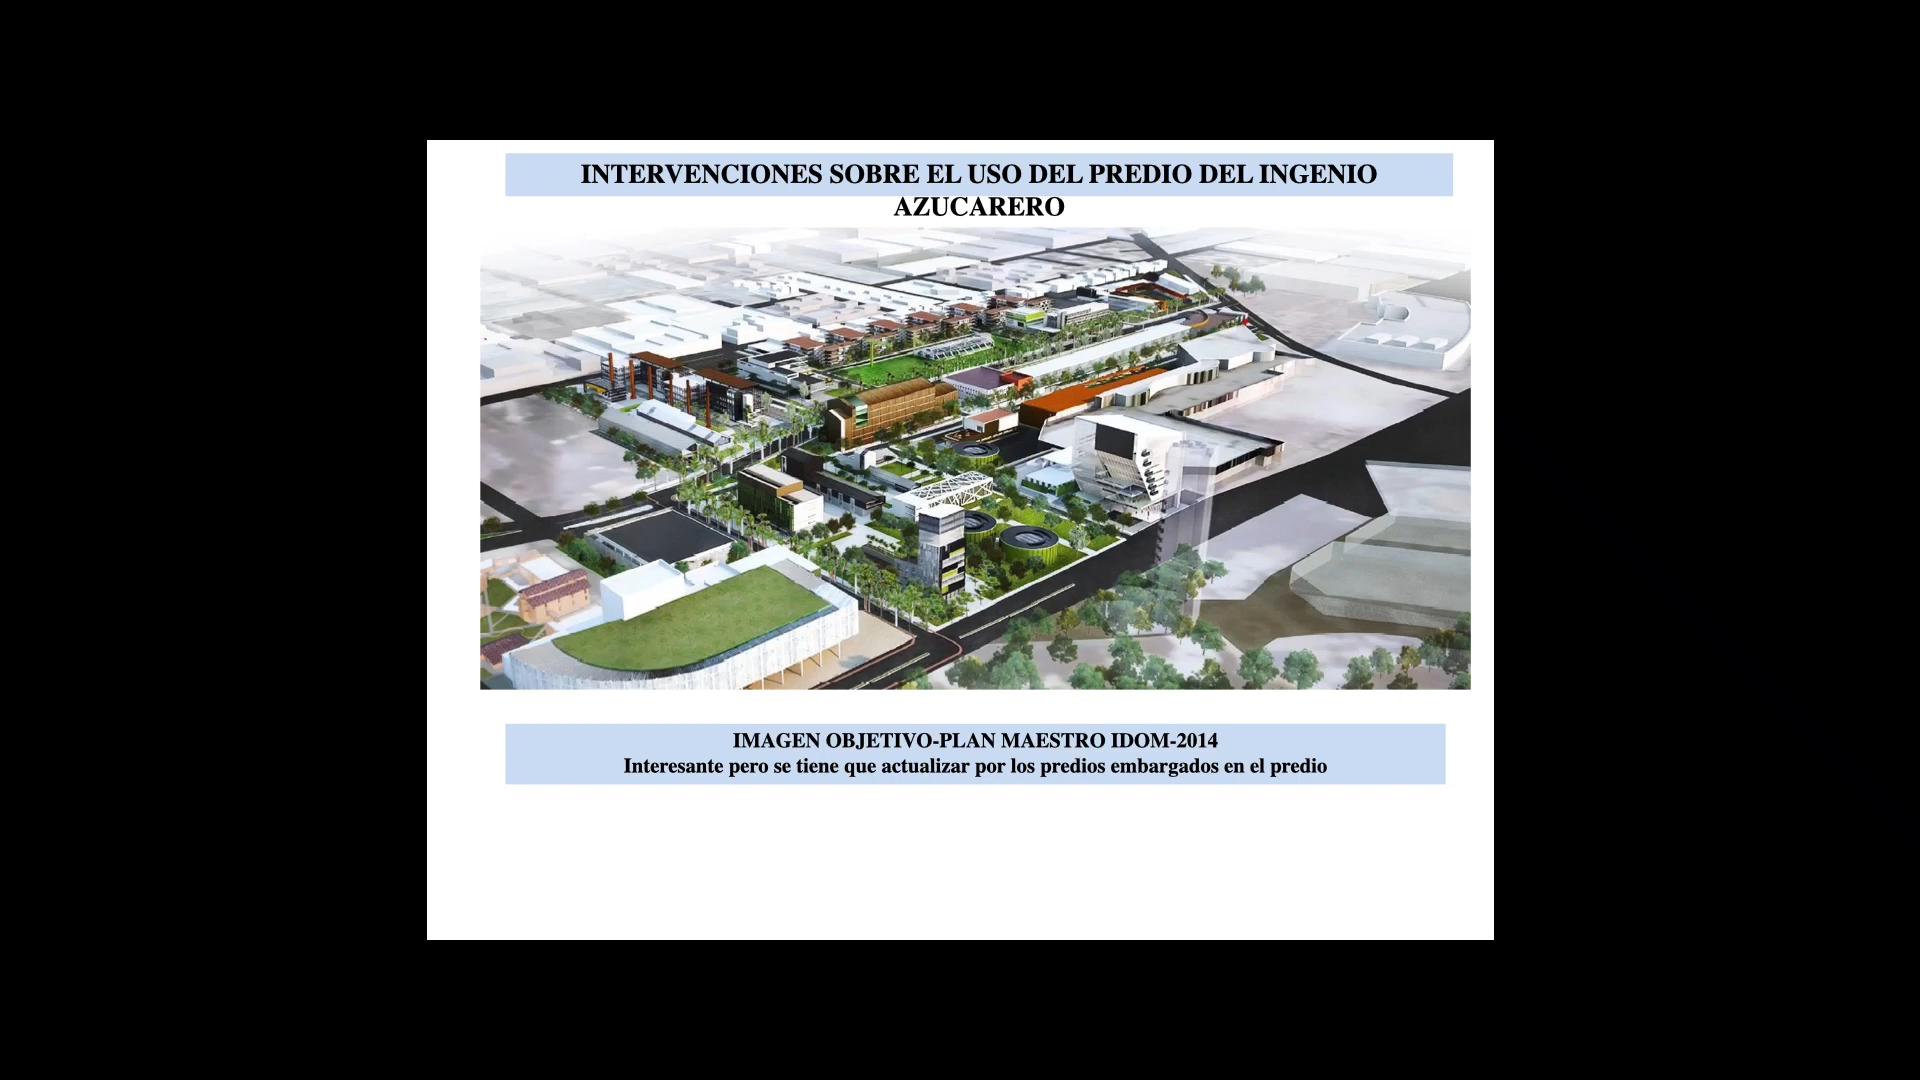 INTERVENCIONES SOBRE EL USO DEL PREDIO DEL INGENIO
AZUCARERO
IMAGEN OBJETIVO-PLAN MAESTRO IDOM-2014
Interesante pero se tiene que actualizar por los predios embargados en el predio